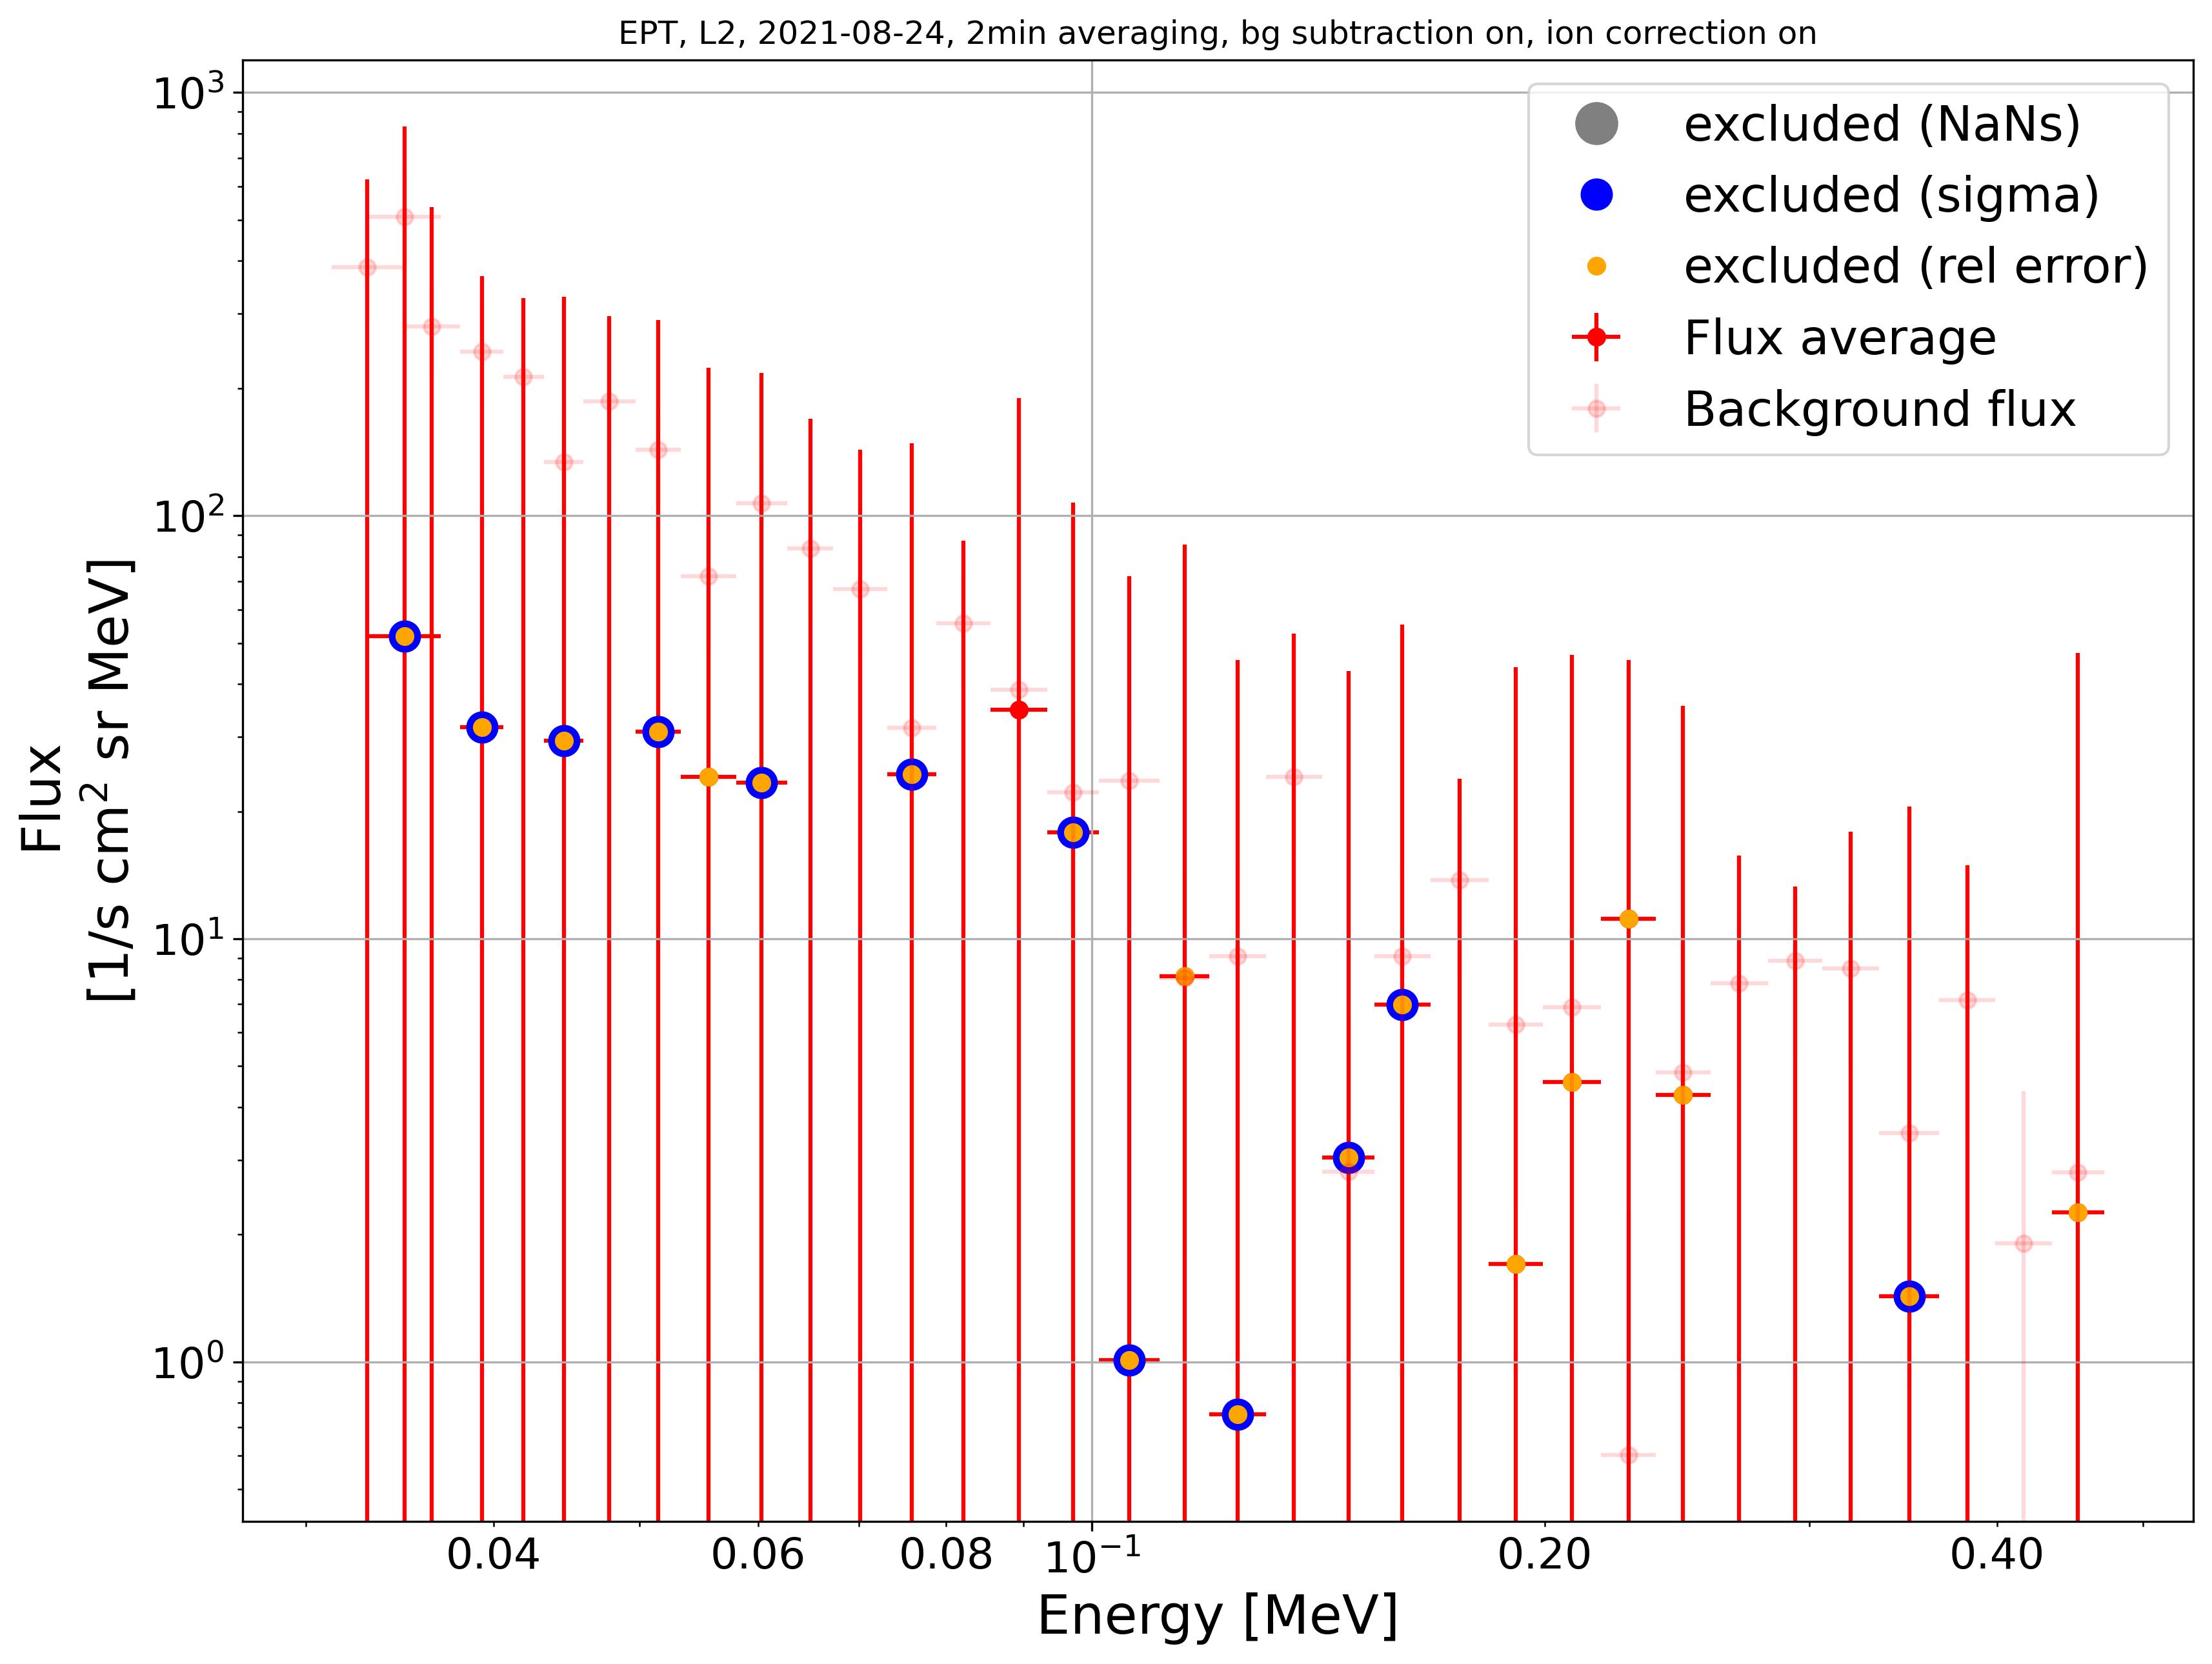 EPT, L2, 2021-08-24, 2min averaging, bg subtraction on, ion correction on
excluded (NaNs)
excluded (sigma)
excluded (rel error)
Flux average
Background flux
10³
10²
10¹
10⁰
Flux
[1/s cm² sr MeV]
0.04 0.06 0.08 10⁻¹ 0.20 0.40
Energy [MeV]